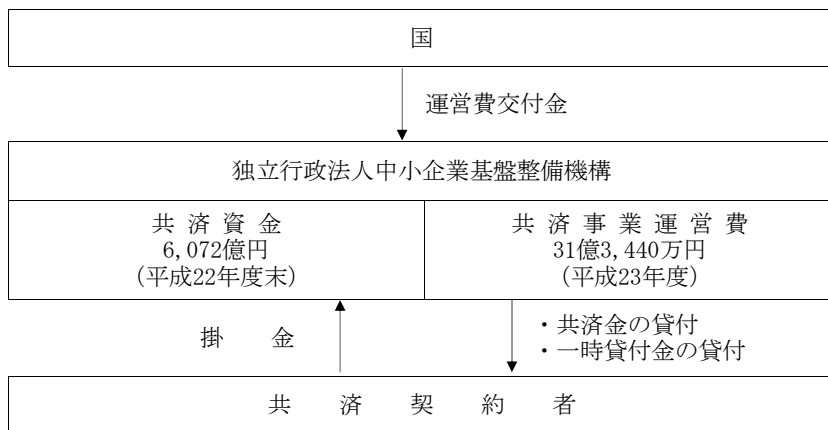 国
運営費交付金
独立行政法人中小企業基盤整備機構
共済資金
6,072億円
(平成22年度末)
共済事業運営費
31億3,440万円
(平成23年度)
掛金
・共済金の貸付
・一時貸付金の貸付
共済契約者